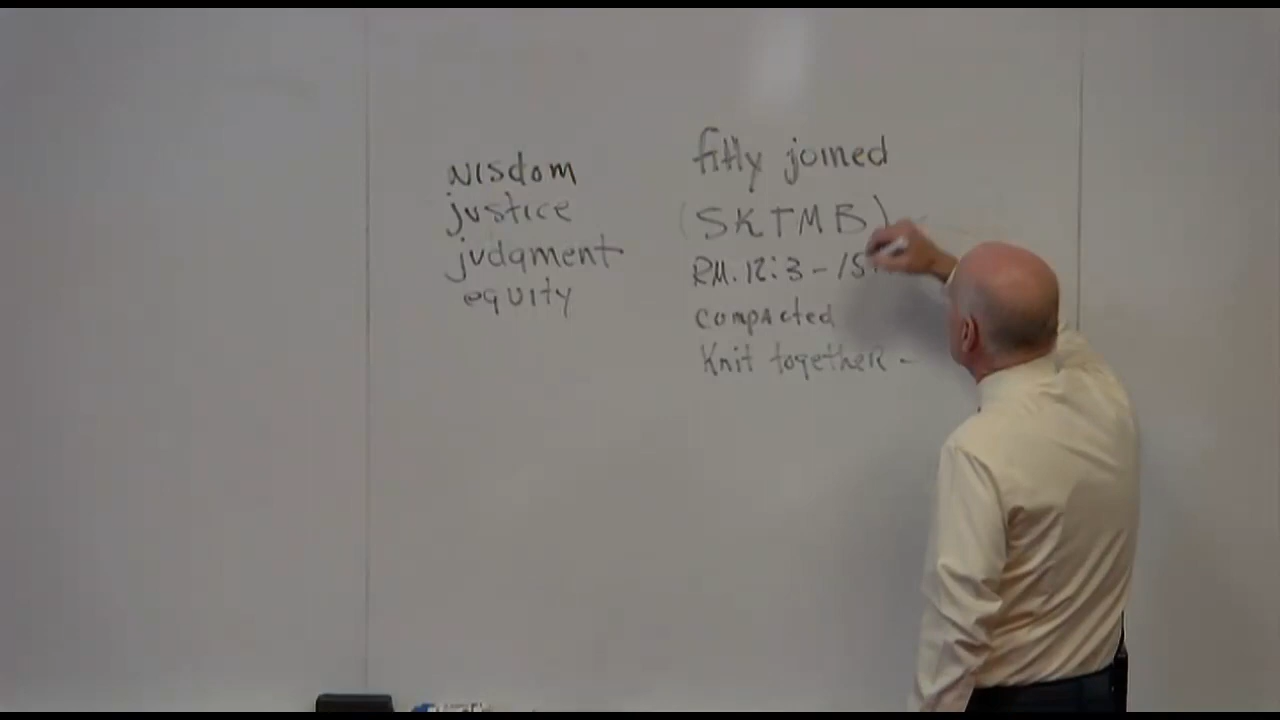 wisdom
justice
judgment
equity
fitly joined
(SKTMB)
RM. 12:3-15
compacted
Knit together -